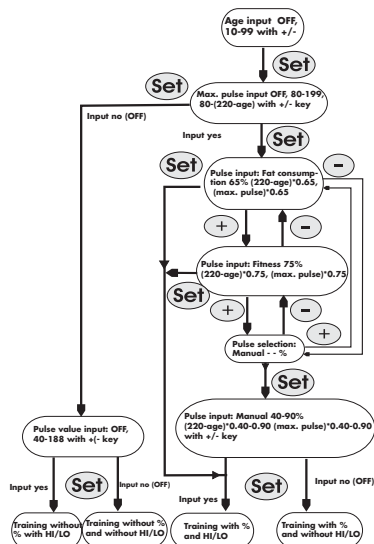 Age input OFF,
10-99 with +/-
Set
Set
Max. pulse input OFF, 80-199,
80-(220-age) with +/- key
Input no (OFF)
Input yes
Set
Set
–
Pulse input: Fat consump-
tion 65% (220-age)*0.65,
(max. pulse)*0.65
+
–
Pulse input: Fitness 75%
(220-age)*0.75, (max. pulse)*0.75
Set
+
–
+
Pulse selection:
Manual - - %
Set
Pulse input: Manual 40-90%
(220-age)*0.40-0.90 (max. pulse)*0.40-0.90
with +/- key
Pulse value input: OFF,
40-188 with +(- key
Input yes
Set
Input no (OFF)
Input yes
Set
Input no (OFF)
Training without
% with HI/LO
Training without %
and without HI/LO
Training with %
and HI/LO
Training with %
and without HI/LO